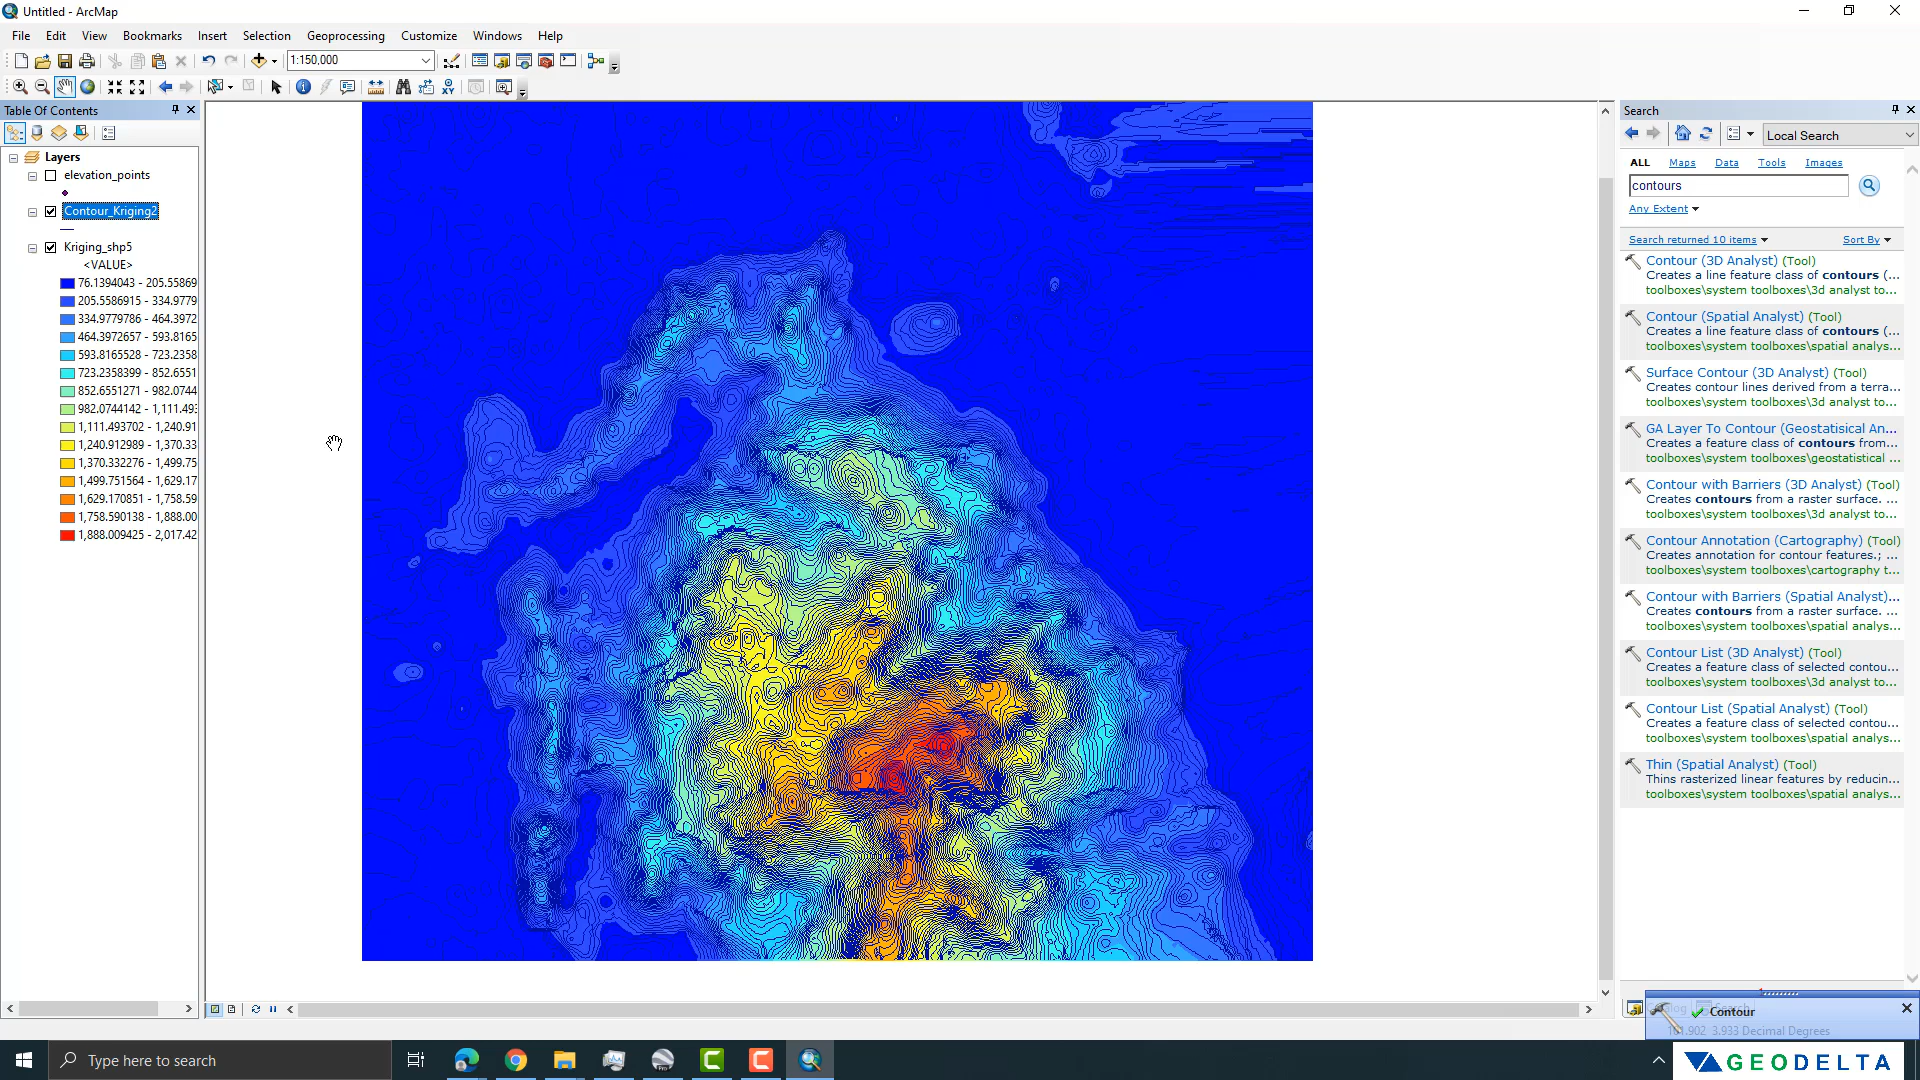 Untitled - ArcMap
File Edit View Bookmarks Insert Selection Geoprocessing Customize Windows Help
1:150,000
Table Of Contents
Layers
elevation_points
Contour_Kriging2
Kriging_shp5
<VALUE>
76.1394043 - 205.55869
205.5586915 - 334.9779
334.9779786 - 464.3972
464.3972657 - 593.8165
593.8165528 - 723.2358
723.2358399 - 852.6551
852.6551271 - 982.0744
982.0744142 - 1,111.493
1,111.493702 - 1,240.91
1,240.912989 - 1,370.33
1,370.332276 - 1,499.75
1,499.751564 - 1,629.17
1,629.170851 - 1,758.59
1,758.590138 - 1,888.00
1,888.009425 - 2,017.42
Search
Local Search
ALL Maps Data Tools Images
contours
Any Extent
Search returned 10 items Sort By
Contour (3D Analyst) (Tool)
Creates a line feature class of contours (...
toolboxes\system toolboxes\3d analyst to...
Contour (Spatial Analyst) (Tool)
Creates a line feature class of contours (...
toolboxes\system toolboxes\spatial analys...
Surface Contour (3D Analyst) (Tool)
Creates contour lines derived from a terra...
toolboxes\system toolboxes\3d analyst to...
GA Layer To Contour (Geostatisical An...
Creates a feature class of contours from...
toolboxes\system toolboxes\geostatistical ...
Contour with Barriers (3D Analyst) (Tool)
Creates contours from a raster surface. ...
toolboxes\system toolboxes\3d analyst to...
Contour Annotation (Cartography) (Tool)
Creates annotation for contour features.; ...
toolboxes\system toolboxes\cartography t...
Contour with Barriers (Spatial Analyst)...
Creates contours from a raster surface. ...
toolboxes\system toolboxes\spatial analys...
Contour List (3D Analyst) (Tool)
Creates a feature class of selected contou...
toolboxes\system toolboxes\3d analyst to...
Contour List (Spatial Analyst) (Tool)
Creates a feature class of selected contou...
toolboxes\system toolboxes\spatial analys...
Thin (Spatial Analyst) (Tool)
Thins rasterized linear features by reducin...
toolboxes\system toolboxes\spatial analys...
Search
Contour
3.933 Decimal Degrees
Type here to search
GEODELTA